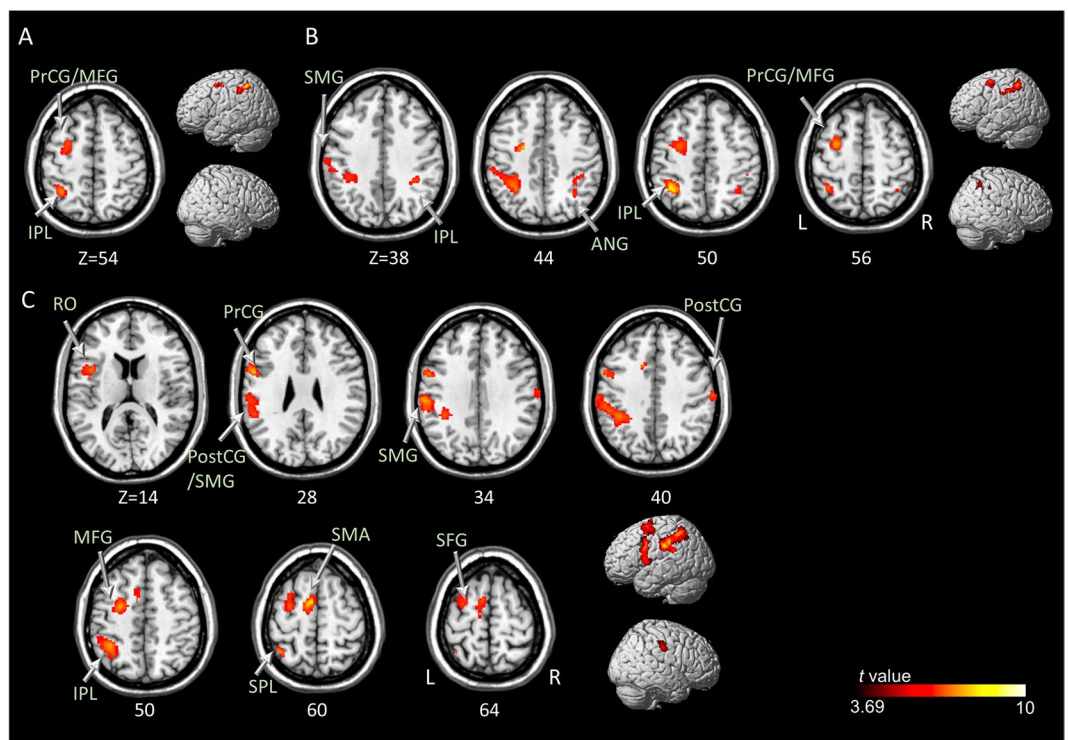 A
B
PrCG/MFG
SMG
PrCG/MFG
IPL
IPL
ANG
IPL
L
R
Z=54
Z=38
44
50
56
C
RO
PrCG
PostCG
PostCG
/SMG
SMG
Z=14
28
34
40
MFG
SMA
SFG
IPL
SPL
L
R
50
60
64
t value
3.69
10